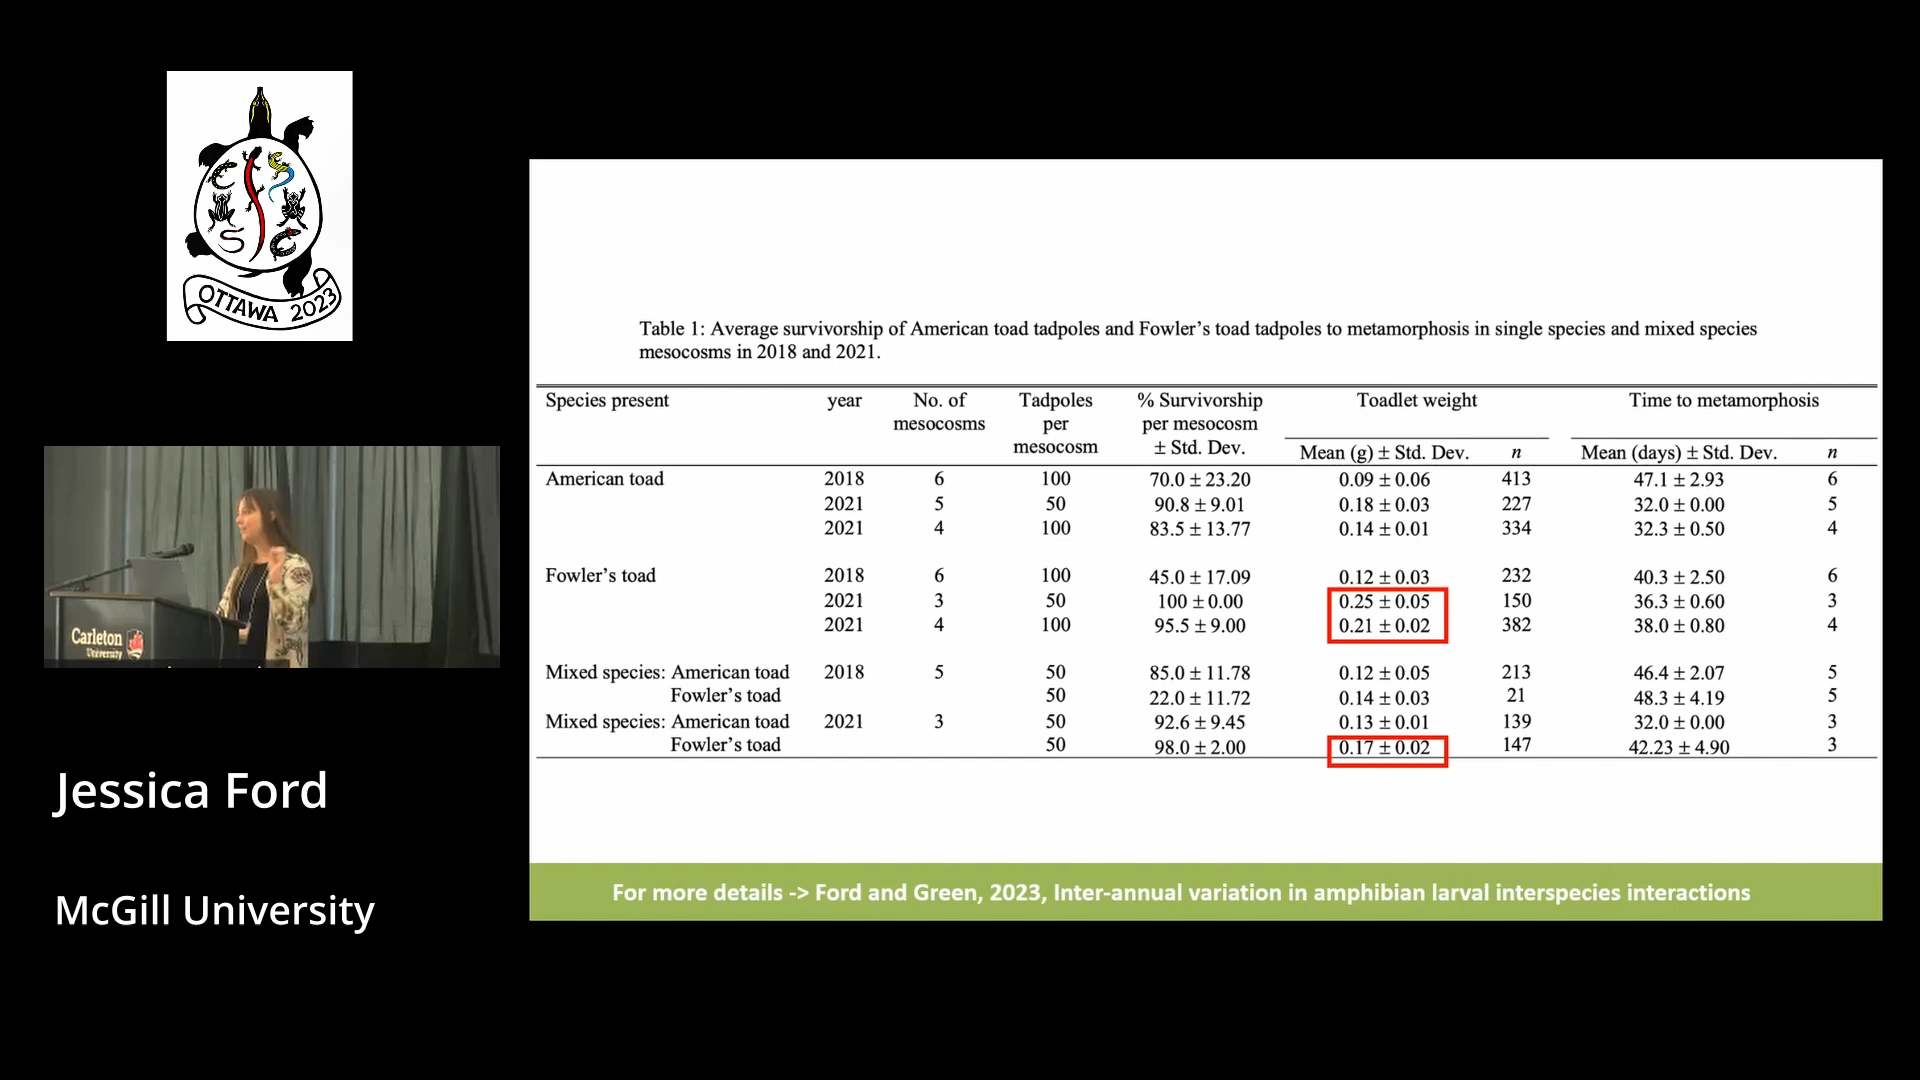 OTTAWA 2023
Carleton
University
Jessica Ford
McGill University
Table 1: Average survivorship of American toad tadpoles and Fowler's toad tadpoles to metamorphosis in single species and mixed species
mesocosms in 2018 and 2021.
Species present year No. of mesocosms Tadpoles per mesocosm % Survivorship per mesocosm ± Std. Dev. Toadlet weight Time to metamorphosis
Mean (g) ± Std. Dev. n Mean (days) ± Std. Dev. n
American toad 2018 6 100 70.0 ± 23.20 0.09 ± 0.06 413 47.1 ± 2.93 6
2021 5 50 90.8 ± 9.01 0.18 ± 0.03 227 32.0 ± 0.00 5
2021 4 100 83.5 ± 13.77 0.14 ± 0.01 334 32.3 ± 0.50 4
Fowler's toad 2018 6 100 45.0 ± 17.09 0.12 ± 0.03 232 40.3 ± 2.50 6
2021 3 50 100 ± 0.00 0.25 ± 0.05 150 36.3 ± 0.60 3
2021 4 100 95.5 ± 9.00 0.21 ± 0.02 382 38.0 ± 0.80 4
Mixed species: American toad 2018 5 50 85.0 ± 11.78 0.12 ± 0.05 213 46.4 ± 2.07 5
Fowler's toad 50 22.0 ± 11.72 0.14 ± 0.03 21 48.3 ± 4.19 5
Mixed species: American toad 2021 3 50 92.6 ± 9.45 0.13 ± 0.01 139 32.0 ± 0.00 3
Fowler's toad 50 98.0 ± 2.00 0.17 ± 0.02 147 42.23 ± 4.90 3
For more details -> Ford and Green, 2023, Inter-annual variation in amphibian larval interspecies interactions